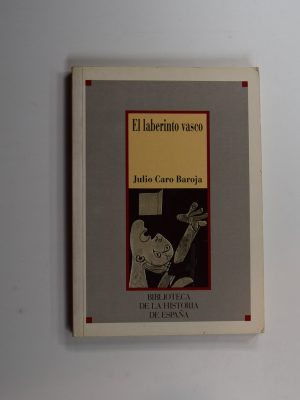 El laberinto vasco
Julio Caro Baroja
BIBLIOTECA
DE LA HISTORIA
DE ESPAÑA